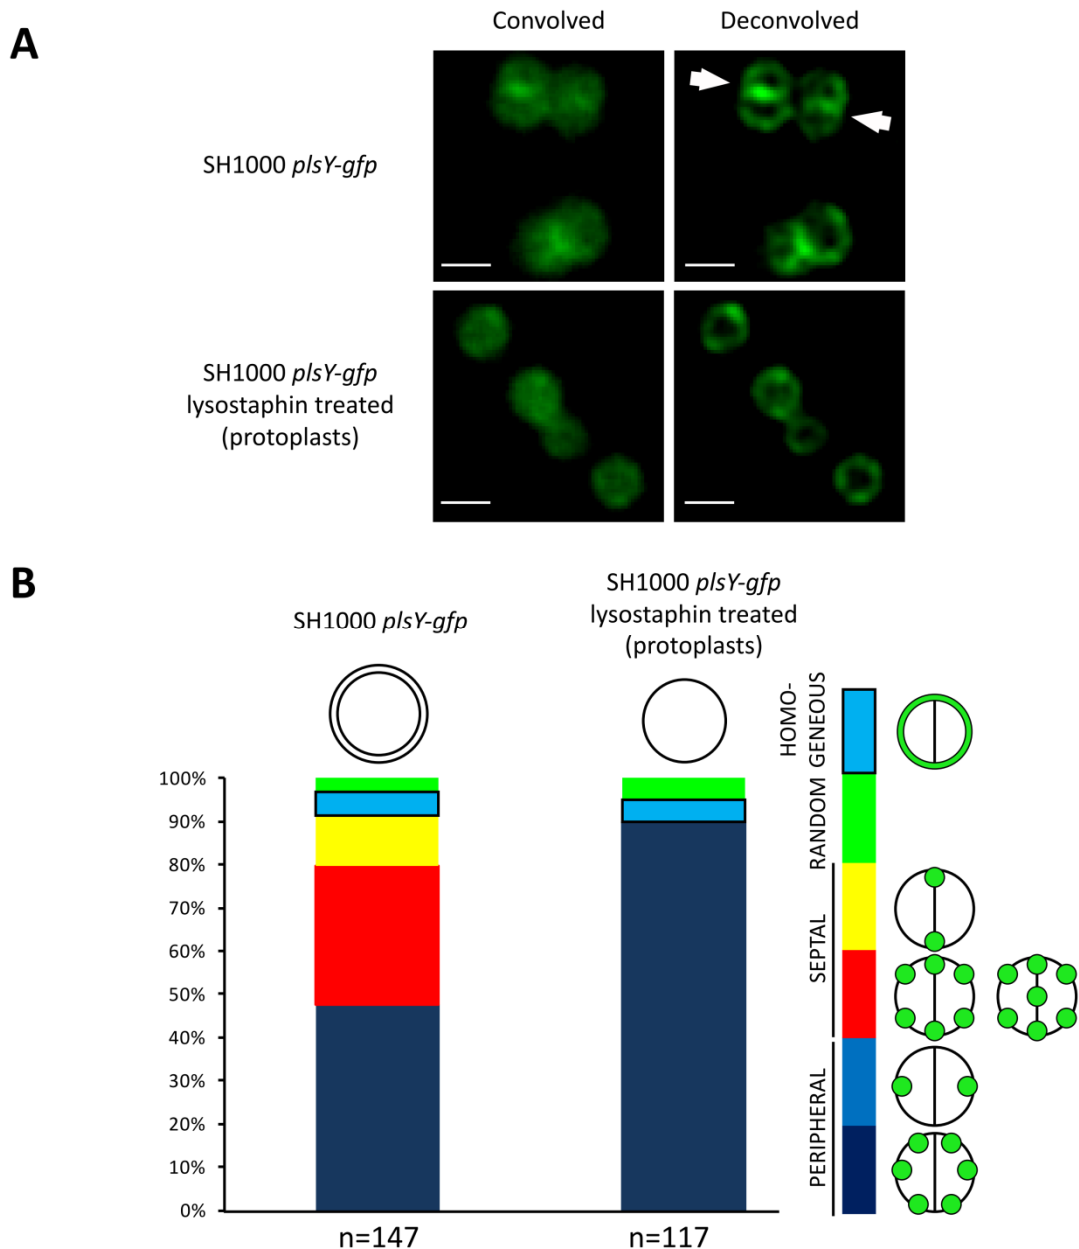 A
Convolved
Deconvolved
SH1000 plsY-gfp
SH1000 plsY-gfp
lysostaphin treated
(protoplasts)
B
SH1000 plsY-gfp
SH1000 plsY-gfp
lysostaphin treated
(protoplasts)
100%
90%
80%
70%
60%
50%
40%
30%
20%
10%
0%
n=147
n=117
HOMO-
GENEOUS
RANDOM
SEPTAL
PERIPHERAL